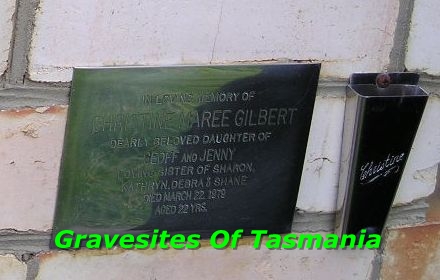 IN LOVING MEMORY OF
CHRISTINE MAREE GILBERT
DEARLY BELOVED DAUGHTER OF
GEOFF AND JENNY
LOVING SISTER OF SHARON,
KATHRYN, DEBRA & SHANE
DIED MARCH 22, 1978
AGED 22 YRS.
Christine
Gravesites Of Tasmania